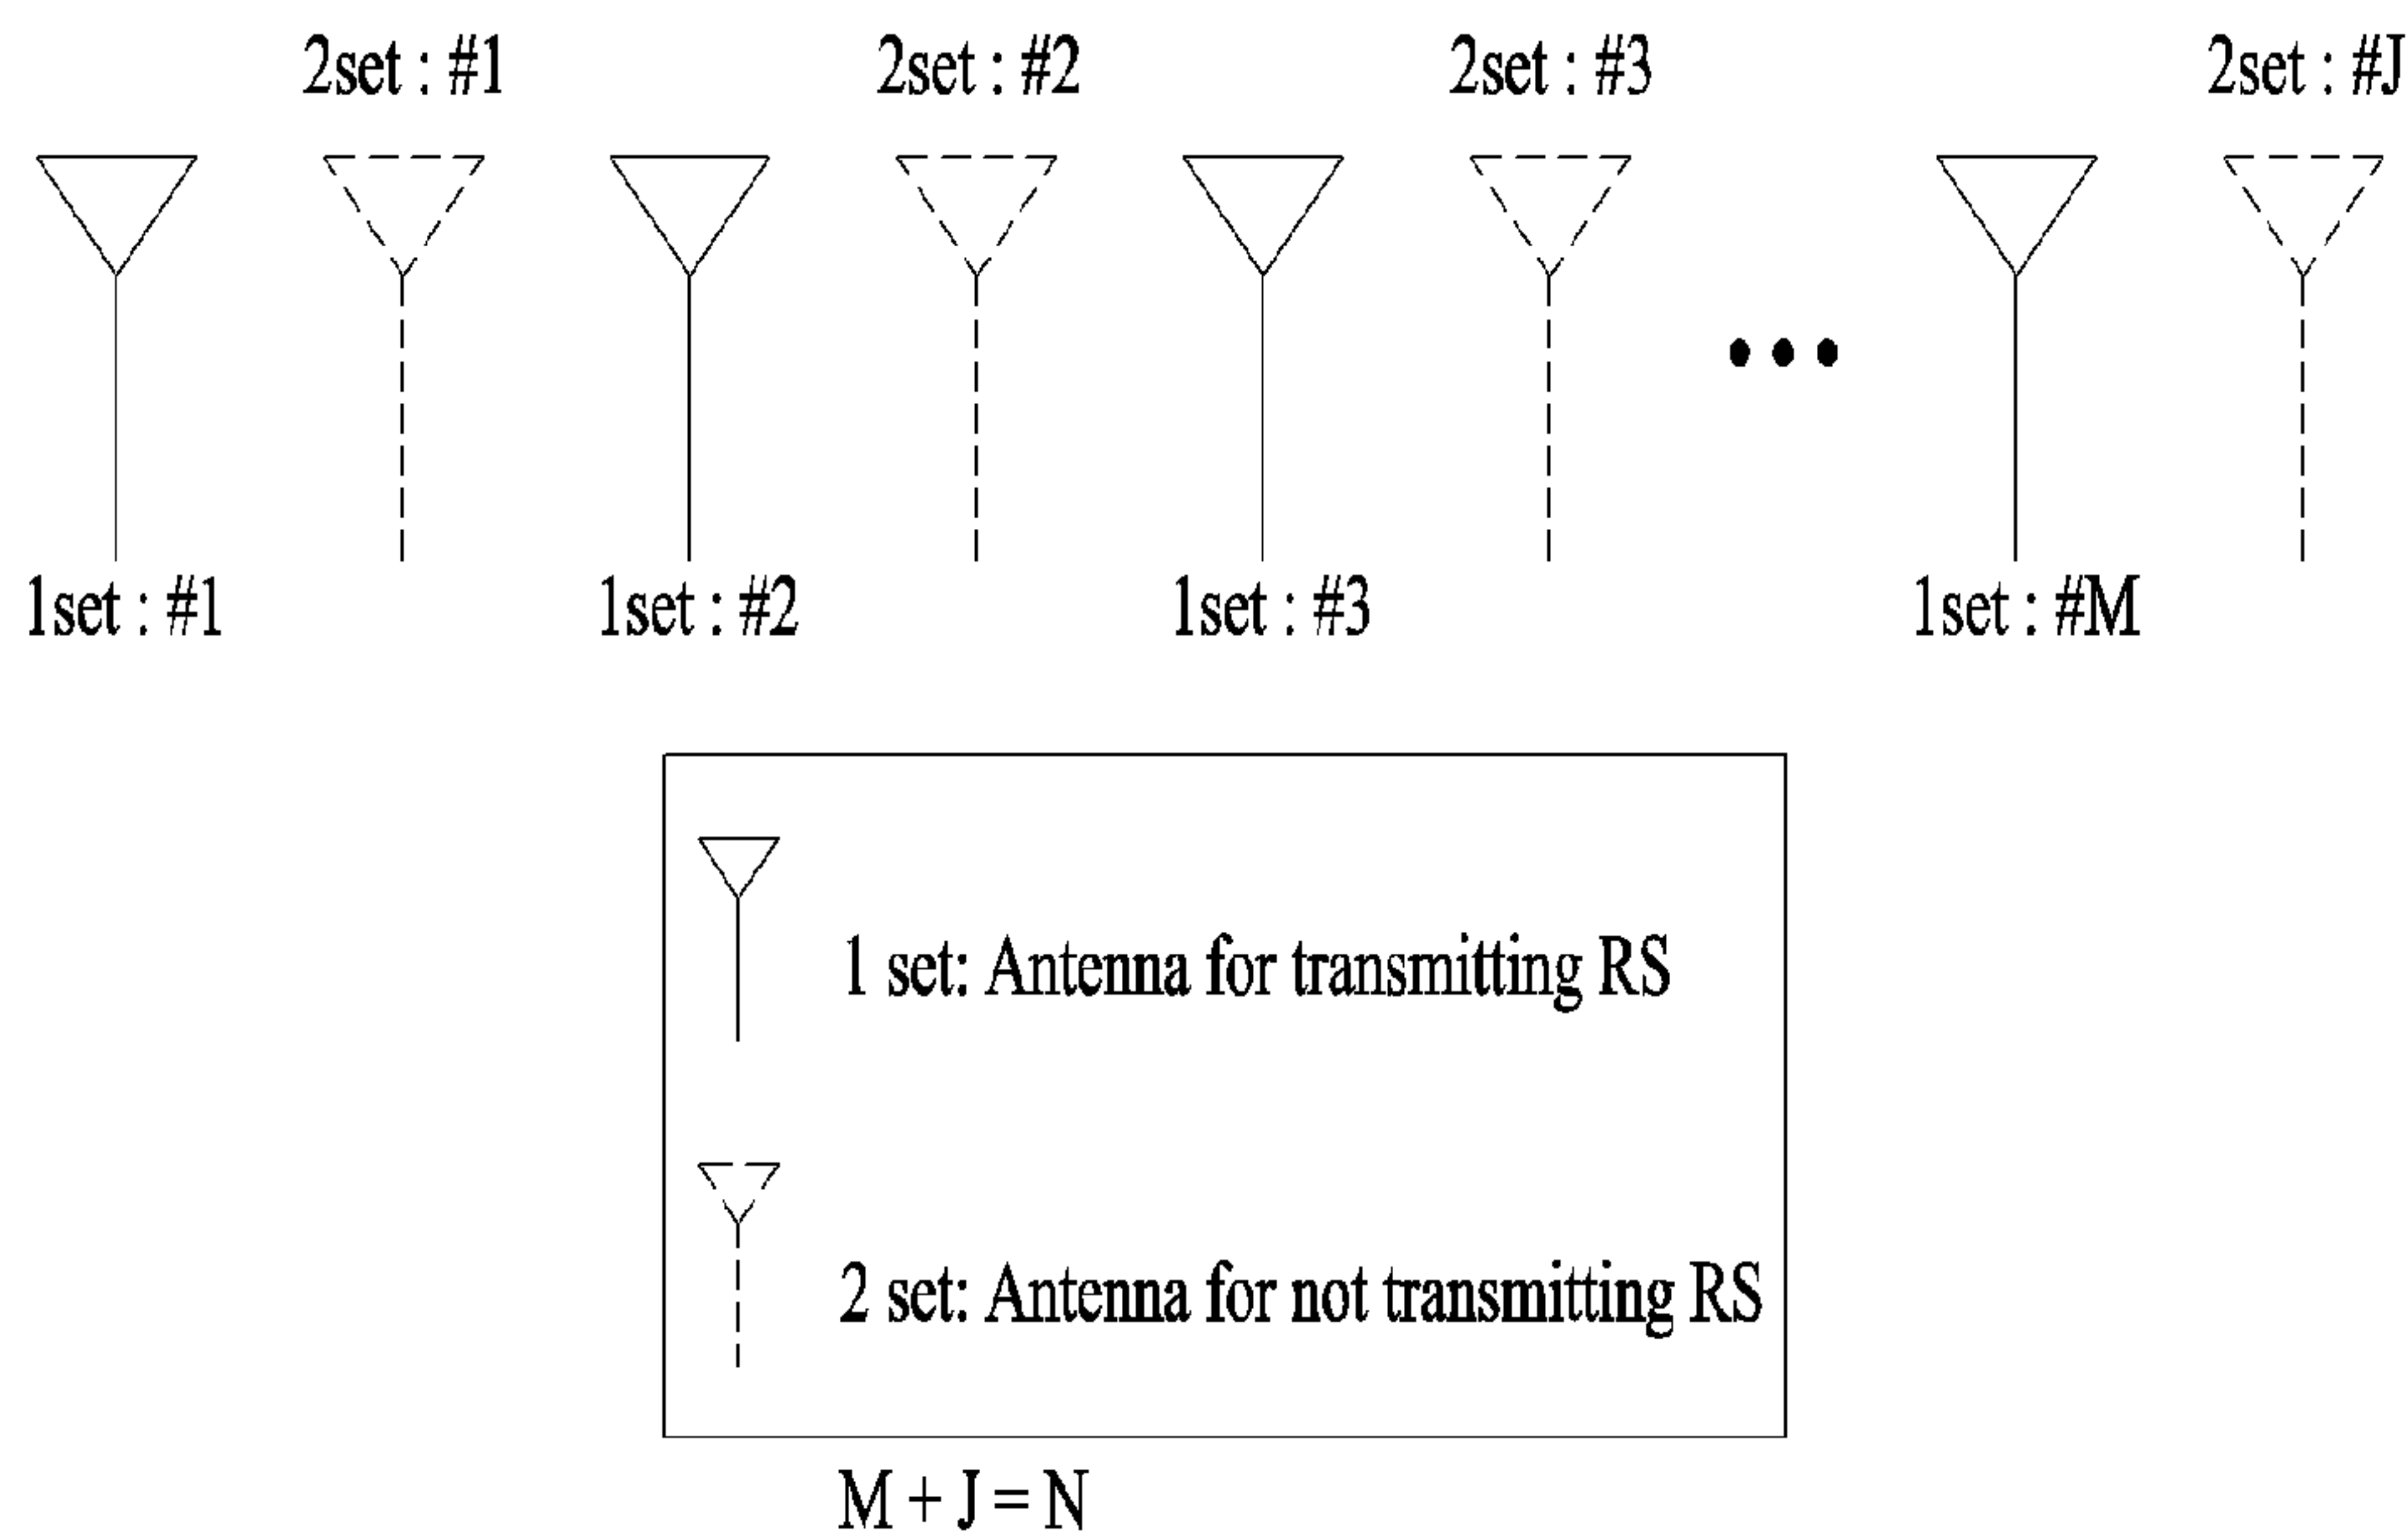 2set : #1
2set : #2
2set : #3
2set : #J
1set : #1
1set : #2
1set : #3
1set : #M
1 set: Antenna for transmitting RS
2 set: Antenna for not transmitting RS
M + J = N